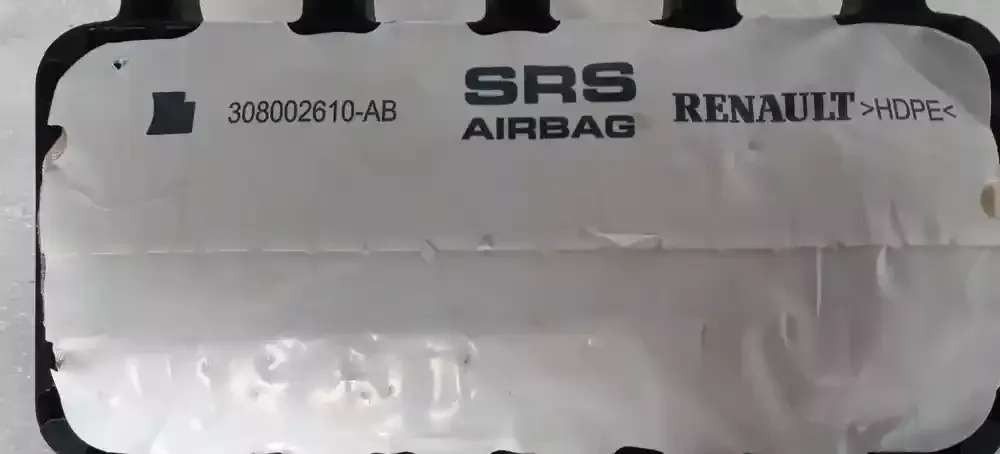 308002610-AB
SRS
AIRBAG
RENAULT >HDPE<